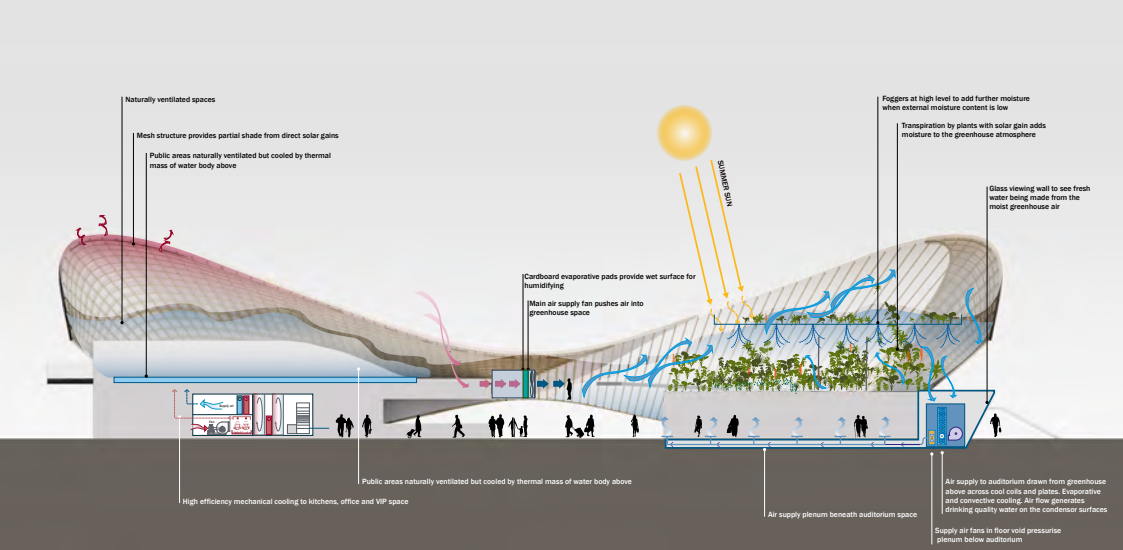 Naturally ventilated spaces
Mesh structure provides partial shade from direct solar gains
Public areas naturally ventilated but cooled by thermal
mass of water body above
Foggers at high level to add further moisture
when external moisture content is low
Transpiration by plants with solar gain adds
moisture to the greenhouse atmosphere
SUMMER SUN
Glass viewing wall to see fresh
water being made from the
moist greenhouse air
Cardboard evaporative pads provide wet surface for
humidifying
Main air supply fan pushes air into
greenhouse space
Supply air
Public areas naturally ventilated but cooled by thermal mass of water body above
High efficiency mechanical cooling to kitchens, office and VIP space
Air supply plenum beneath auditorium space
Air supply to auditorium drawn from greenhouse
above across cool coils and plates. Evaporative
and convective cooling. Air flow generates
drinking quality water on the condensor surfaces
Supply air fans in floor void pressurise
plenum below auditorium